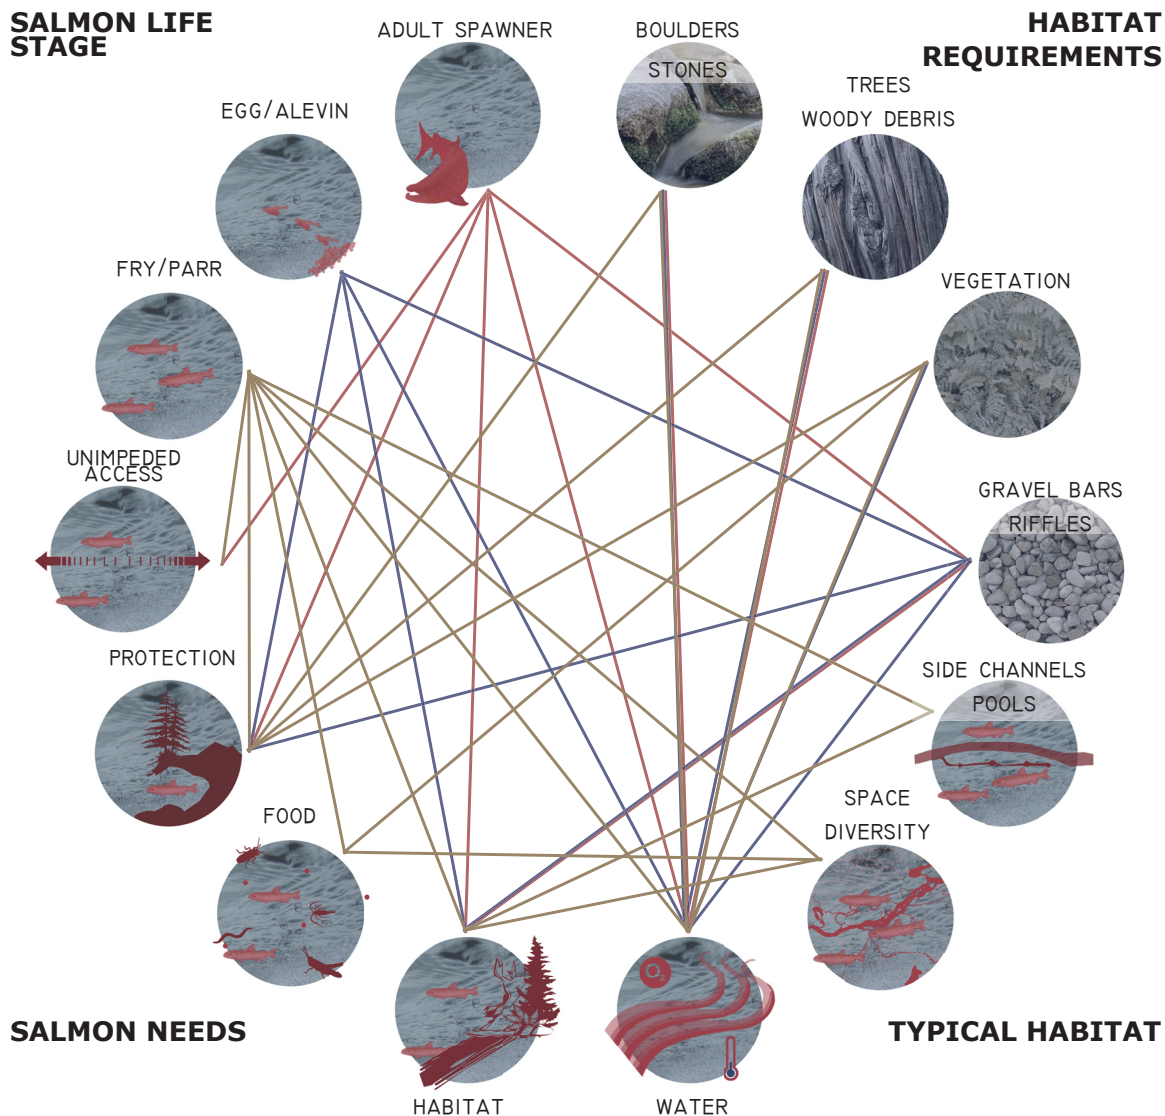 SALMON LIFE
STAGE
HABITAT
REQUIREMENTS
ADULT SPAWNER
BOULDERS
STONES
TREES
WOODY DEBRIS
EGG/ALEVIN
FRY/PARR
VEGETATION
UNIMPEDED
ACCESS
GRAVEL BARS
RIFFLES
PROTECTION
SIDE CHANNELS
POOLS
SPACE
DIVERSITY
FOOD
O₂
SALMON NEEDS
TYPICAL HABITAT
HABITAT
WATER